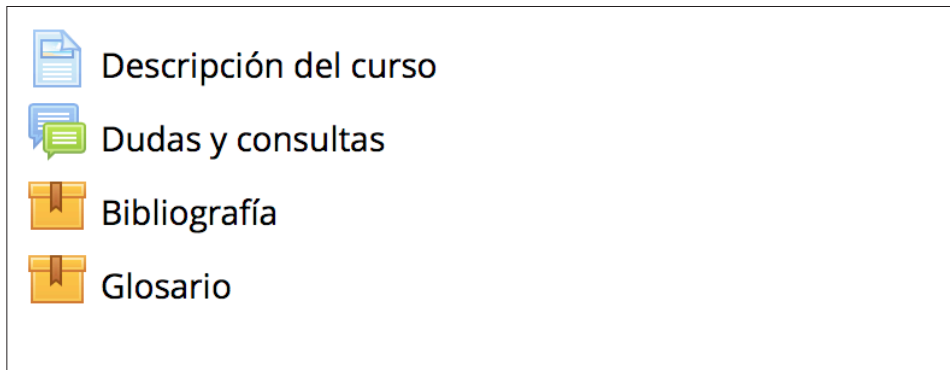 Descripción del curso
Dudas y consultas
Bibliografía
Glosario